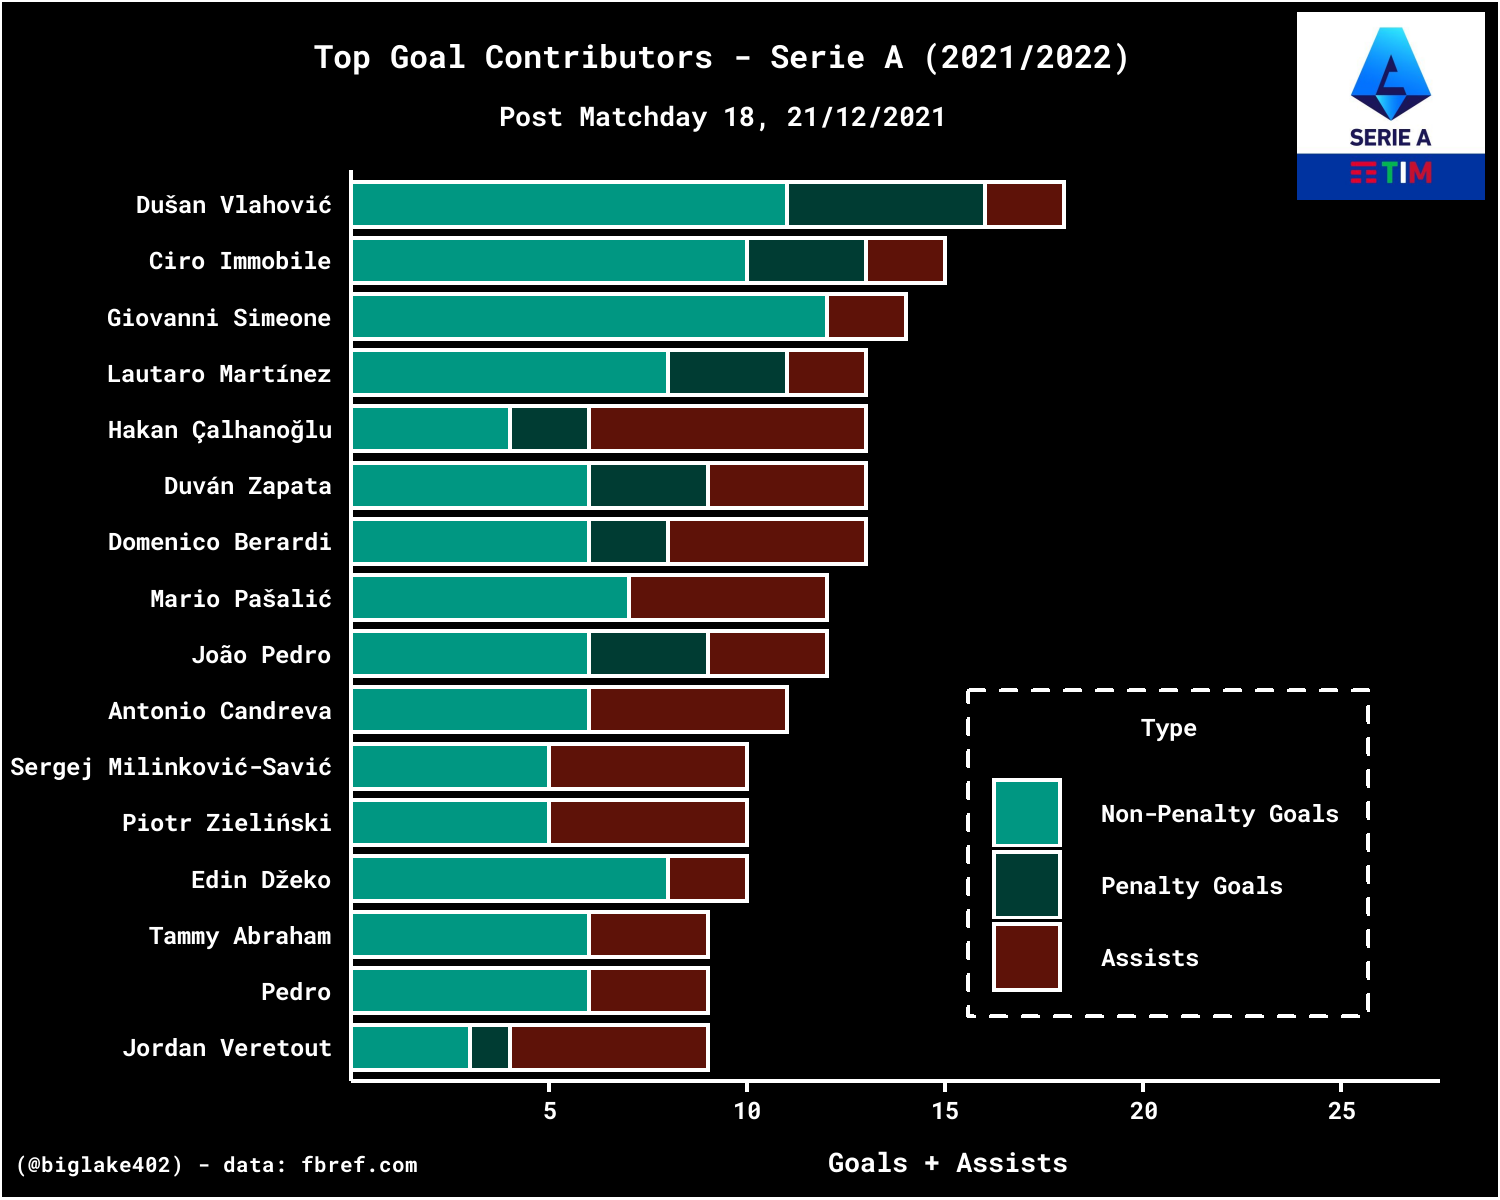 Top Goal Contributors - Serie A (2021/2022)
Post Matchday 18, 21/12/2021
SERIE A
TIM
Dušan Vlahović
Ciro Immobile
Giovanni Simeone
Lautaro Martínez
Hakan Çalhanoğlu
Duván Zapata
Domenico Berardi
Mario Pašalić
João Pedro
Antonio Candreva
Sergej Milinković-Savić
Piotr Zieliński
Edin Džeko
Tammy Abraham
Pedro
Jordan Veretout
Type
Non-Penalty Goals
Penalty Goals
Assists
5 10 15 20 25
Goals + Assists
(@biglake402) - data: fbref.com